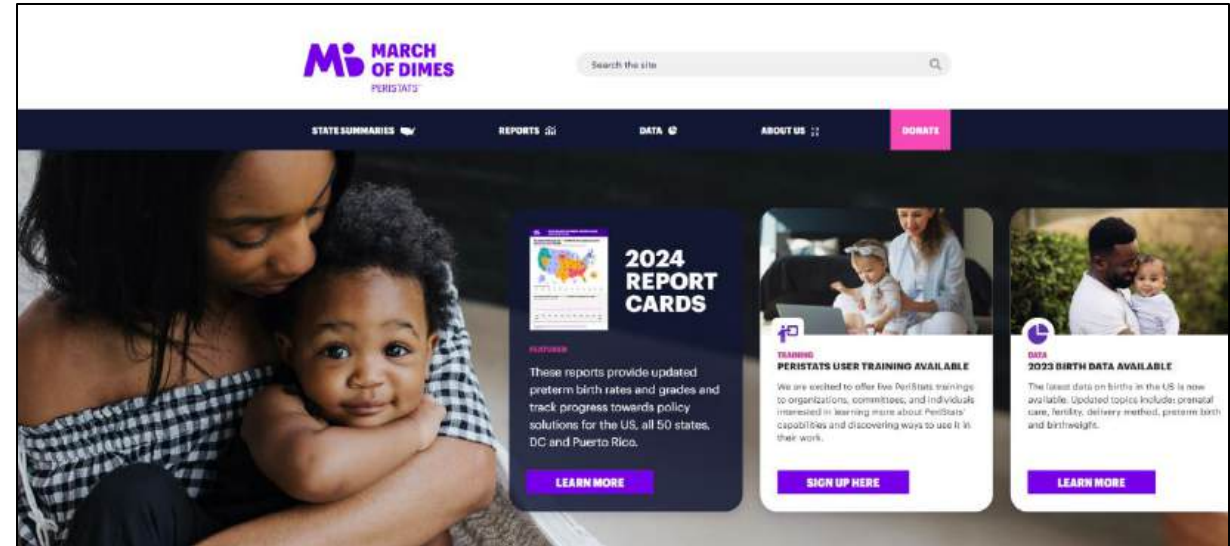 MARCH
OF DIMES
PERISTATS™
Search the site
STATE SUMMARIES
REPORTS
DATA
ABOUT US
DONATE
2024
REPORT
CARDS
FEATURED
These reports provide updated
preterm birth rates and grades and
track progress towards policy
solutions for the US, all 50 states,
DC and Puerto Rico.
LEARN MORE
TRAINING
PERISTATS USER TRAINING AVAILABLE
We are excited to offer live PeriStats trainings
to organizations, committees, and individuals
interested in learning more about PeriStats'
capabilities and discovering ways to use it in
their work.
SIGN UP HERE
DATA
2023 BIRTH DATA AVAILABLE
The latest data on births in the US is now
available. Updated topics include: prenatal
care, fertility, delivery method, preterm birth
and birthweight.
LEARN MORE